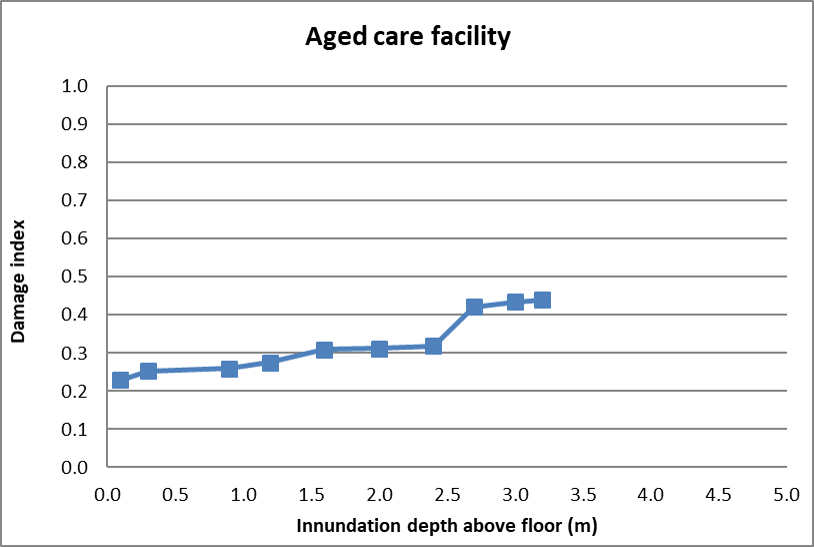 Aged care facility
1.0
0.9
0.8
0.7
0.6
0.5
0.4
0.3
0.2
0.1
0.0
Damage index
0.0 0.5 1.0 1.5 2.0 2.5 3.0 3.5 4.0 4.5 5.0
Innundation depth above floor (m)